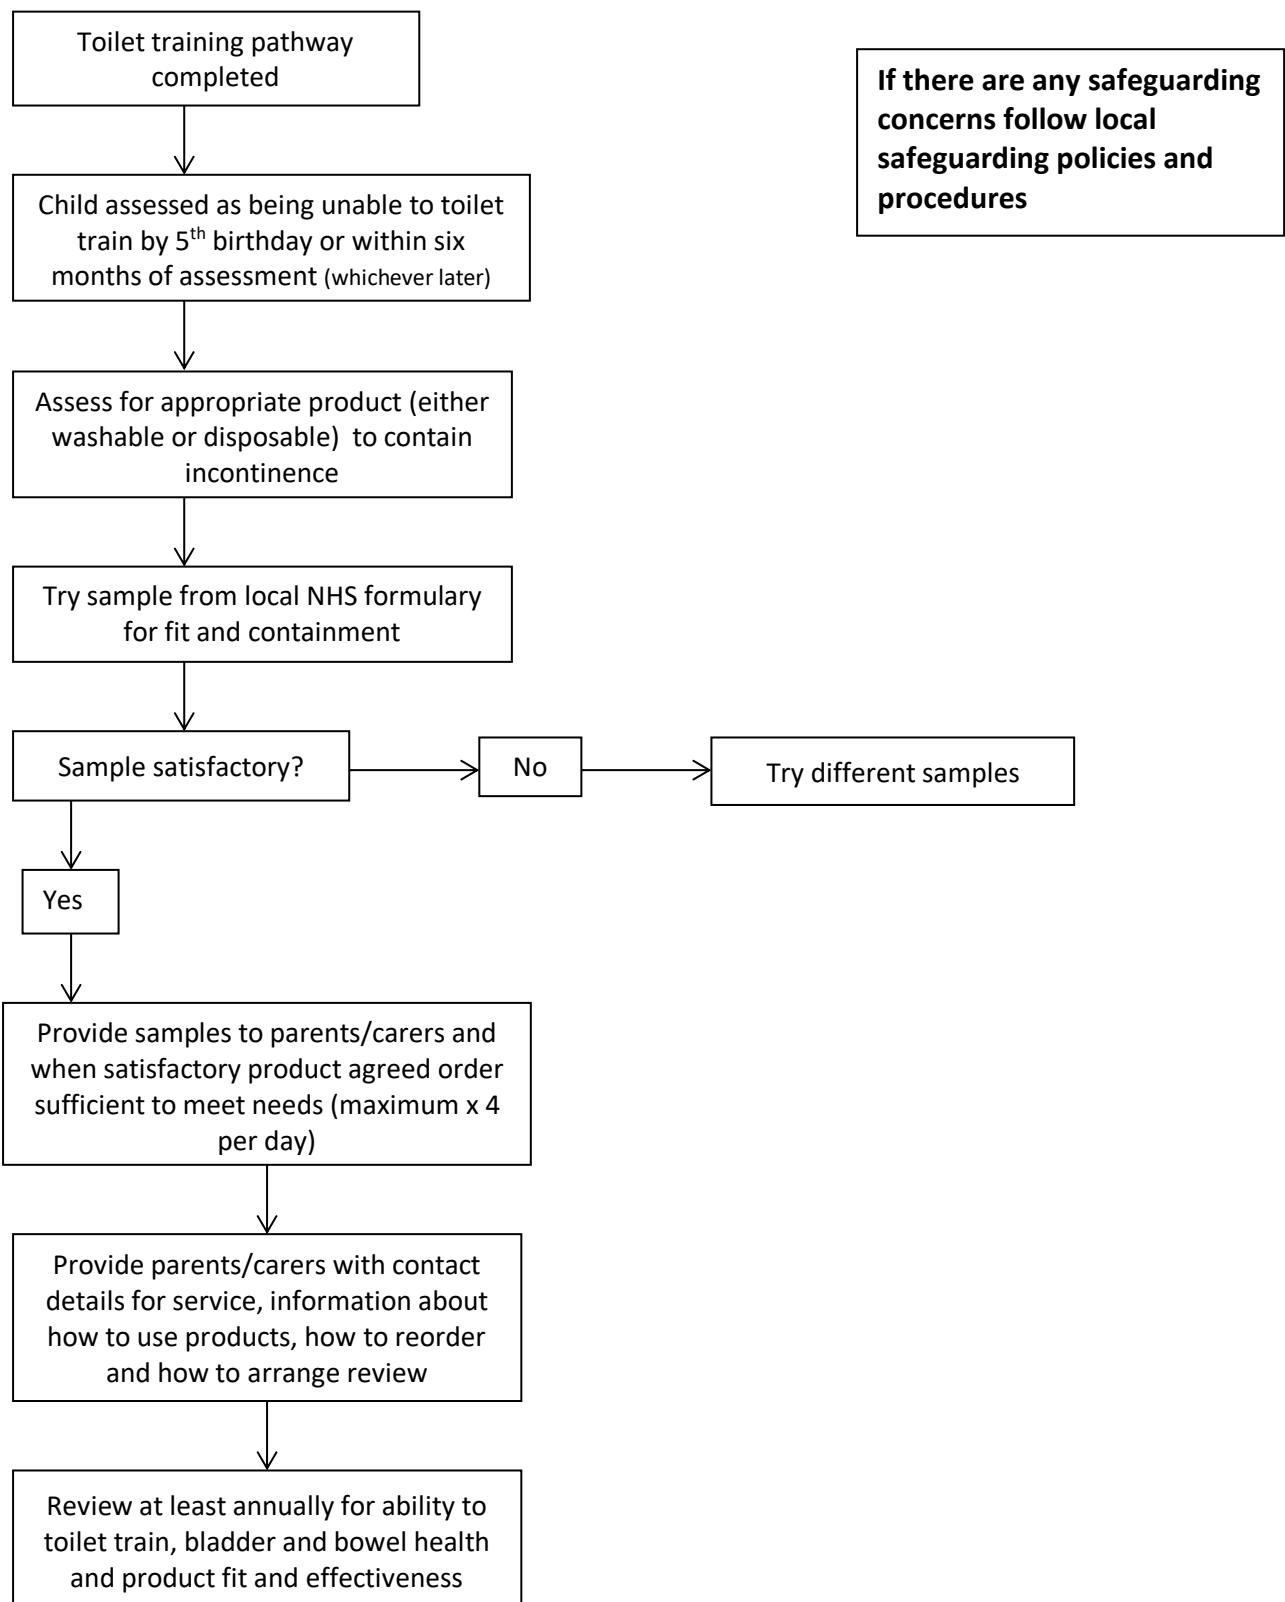 Toilet training pathway
completed
If there are any safeguarding
concerns follow local
safeguarding policies and
procedures
Child assessed as being unable to toilet
train by 5th birthday or within six
months of assessment (whichever later)
Assess for appropriate product (either
washable or disposable)  to contain
incontinence
Try sample from local NHS formulary
for fit and containment
Sample satisfactory?
No
Try different samples
Yes
Provide samples to parents/carers and
when satisfactory product agreed order
sufficient to meet needs (maximum x 4
per day)
Provide parents/carers with contact
details for service, information about
how to use products, how to reorder
and how to arrange review
Review at least annually for ability to
toilet train, bladder and bowel health
and product fit and effectiveness